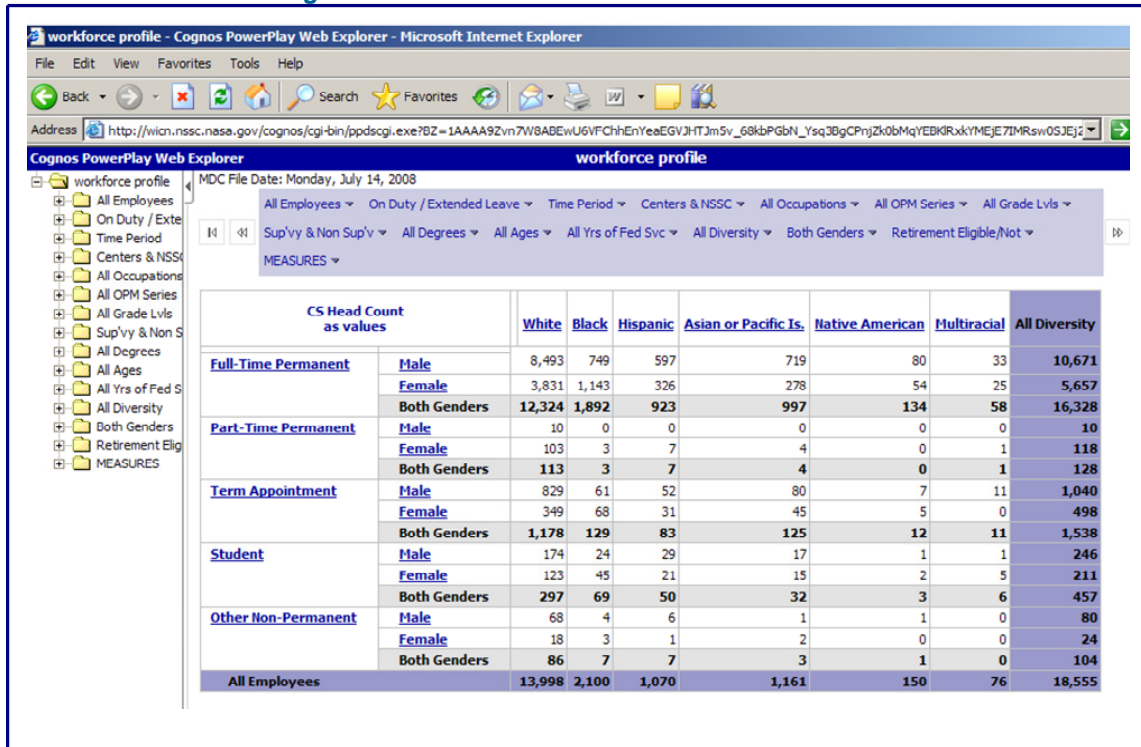 workforce profile - Cognos PowerPlay Web Explorer - Microsoft Internet Explorer
File Edit View Favorites Tools Help
Back Search Favorites
Address http://wicn.nssc.nasa.gov/cognos/cgi-bin/ppdscgi.exe?
Cognos PowerPlay Web Explorer workforce profile
MDC File Date: Monday, July 14, 2008
workforce profile
All Employees
On Duty / Exte
Time Period
Centers & NSS
All Occupations
All OPM Series
All Grade Lvls
Sup'vy & Non S
All Degrees
All Ages
All Yrs of Fed S
All Diversity
Both Genders
Retirement Elig
MEASURES
All Employees On Duty / Extended Leave Time Period Centers & NSSC All Occupations All OPM Series All Grade Lvls
Sup'vy & Non Sup'v All Degrees All Ages All Yrs of Fed Svc All Diversity Both Genders Retirement Eligible/Not
MEASURES
CS Head Count
as values White Black Hispanic Asian or Pacific Is. Native American Multiracial All Diversity
Full-Time Permanent Male 8,493 749 597 719 80 33 10,671
Female 3,831 1,143 326 278 54 25 5,657
Both Genders 12,324 1,892 923 997 134 58 16,328
Part-Time Permanent Male 10 0 0 0 0 0 10
Female 103 3 7 4 0 1 118
Both Genders 113 3 7 4 0 1 128
Term Appointment Male 829 61 52 80 7 11 1,040
Female 349 68 31 45 5 0 498
Both Genders 1,178 129 83 125 12 11 1,538
Student Male 174 24 29 17 1 1 246
Female 123 45 21 15 2 5 211
Both Genders 297 69 50 32 3 6 457
Other Non-Permanent Male 68 4 6 1 1 0 80
Female 18 3 1 2 0 0 24
Both Genders 86 7 7 3 1 0 104
All Employees 13,998 2,100 1,070 1,161 150 76 18,555